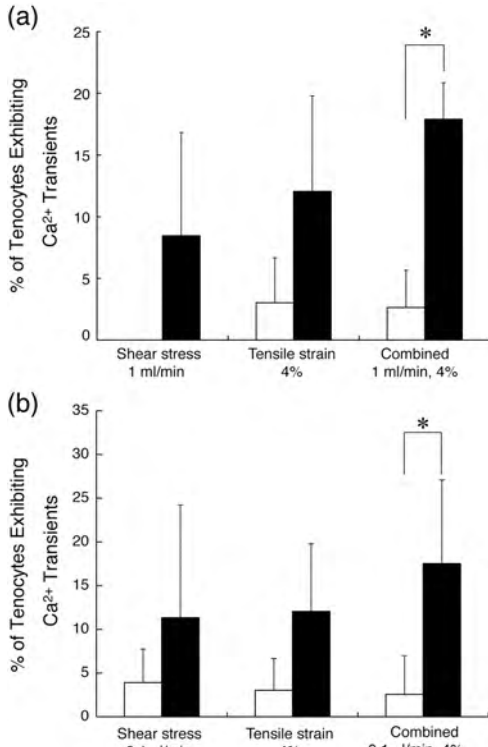 (a)
% of Tenocytes Exhibiting
Ca²⁺ Transients
25
20
15
10
5
0
*
Shear stress
1 ml/min
Tensile strain
4%
Combined
1 ml/min, 4%
(b)
% of Tenocytes Exhibiting
Ca²⁺ Transients
35
30
25
20
15
10
5
0
*
Shear stress
Tensile strain
Combined